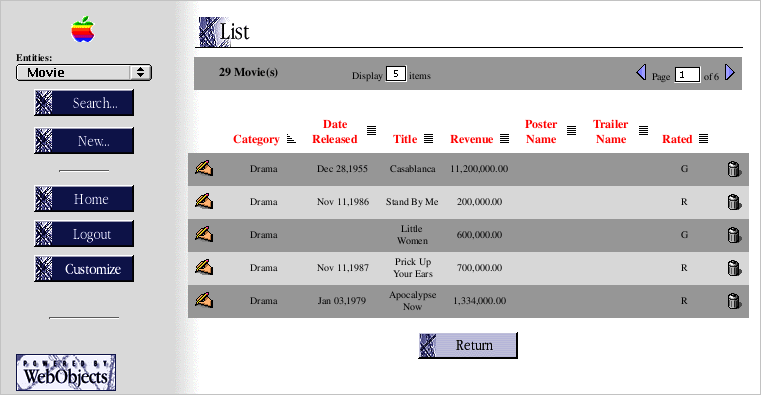 List
Entities:
Movie
29 Movie(s)
Display 5 items
Page 1 of 6
Search...
New...
Home
Logout
Customize
Category Date Released Title Revenue Poster Name Trailer Name Rated
Drama Dec 28,1955 Casablanca 11,200,000.00 G
Drama Nov 11,1986 Stand By Me 200,000.00 R
Drama Little Women 600,000.00 G
Drama Nov 11,1987 Prick Up Your Ears 700,000.00 R
Drama Jan 03,1979 Apocalypse Now 1,334,000.00 R
Return
POWERED BY
WebObjects